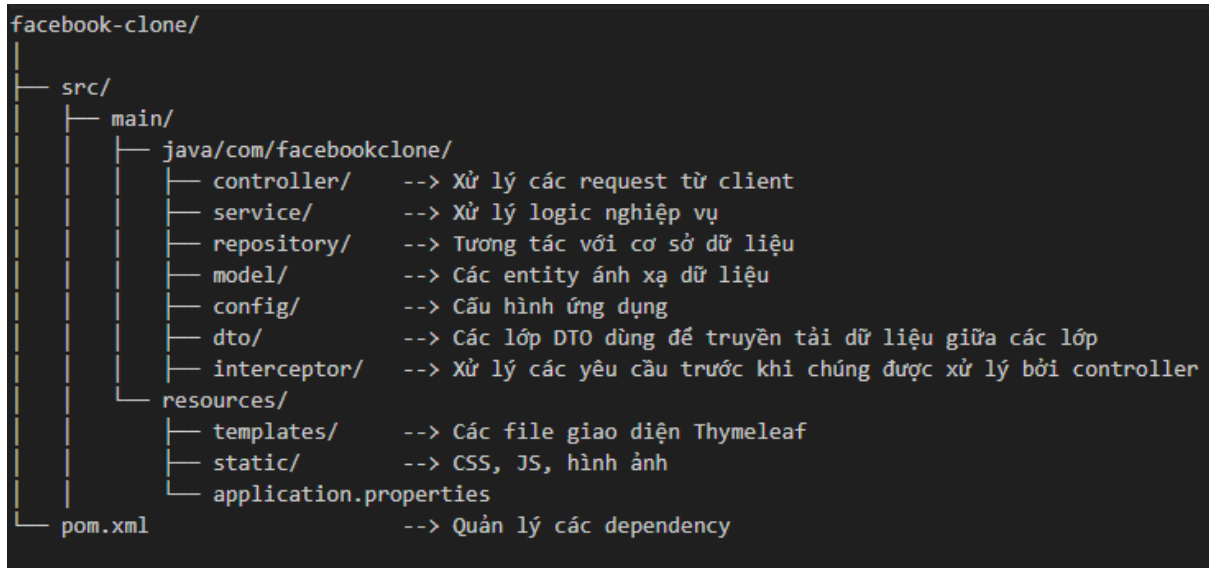 facebook-clone/
│
├── src/
│   ├── main/
│   │   ├── java/com/facebookclone/
│   │   │   ├── controller/   --> Xử lý các request từ client
│   │   │   ├── service/      --> Xử lý logic nghiệp vụ
│   │   │   ├── repository/   --> Tương tác với cơ sở dữ liệu
│   │   │   ├── model/        --> Các entity ánh xạ dữ liệu
│   │   │   ├── config/       --> Cấu hình ứng dụng
│   │   │   ├── dto/          --> Các lớp DTO dùng để truyền tải dữ liệu giữa các lớp
│   │   │   ├── interceptor/  --> Xử lý các yêu cầu trước khi chúng được xử lý bởi controller
│   │   └── resources/
│   │       ├── templates/    --> Các file giao diện Thymeleaf
│   │       ├── static/       --> CSS, JS, hình ảnh
│   │       └── application.properties
└── pom.xml                   --> Quản lý các dependency